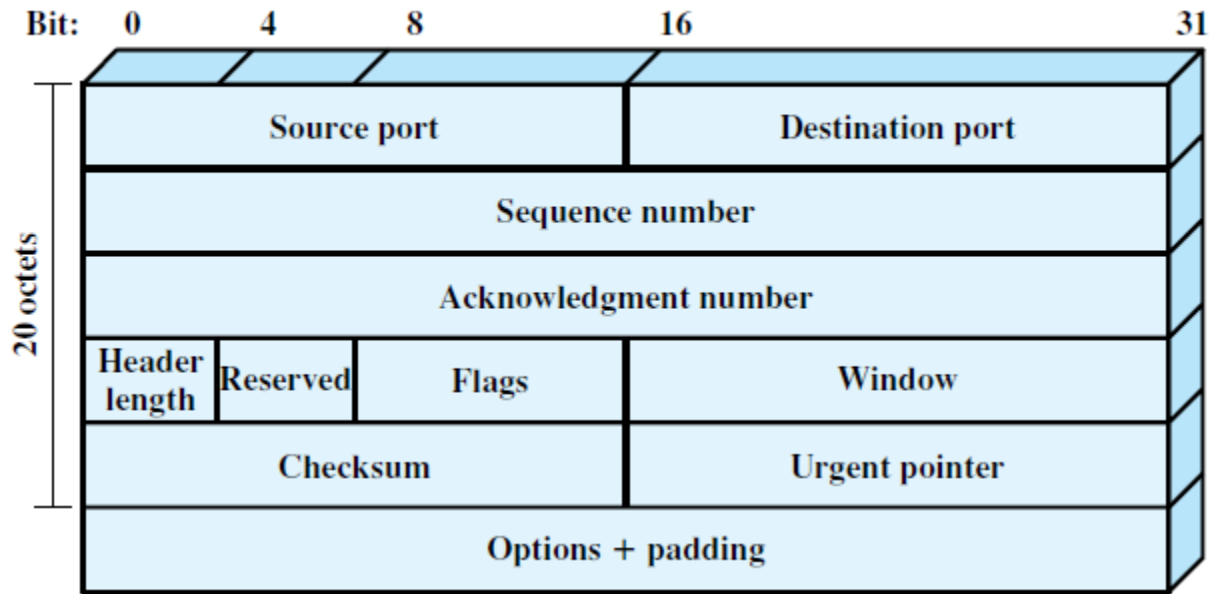 Bit: 0 4 8 16 31
20 octets
Source port Destination port
Sequence number
Acknowledgment number
Header
length
Reserved Flags Window
Checksum Urgent pointer
Options + padding